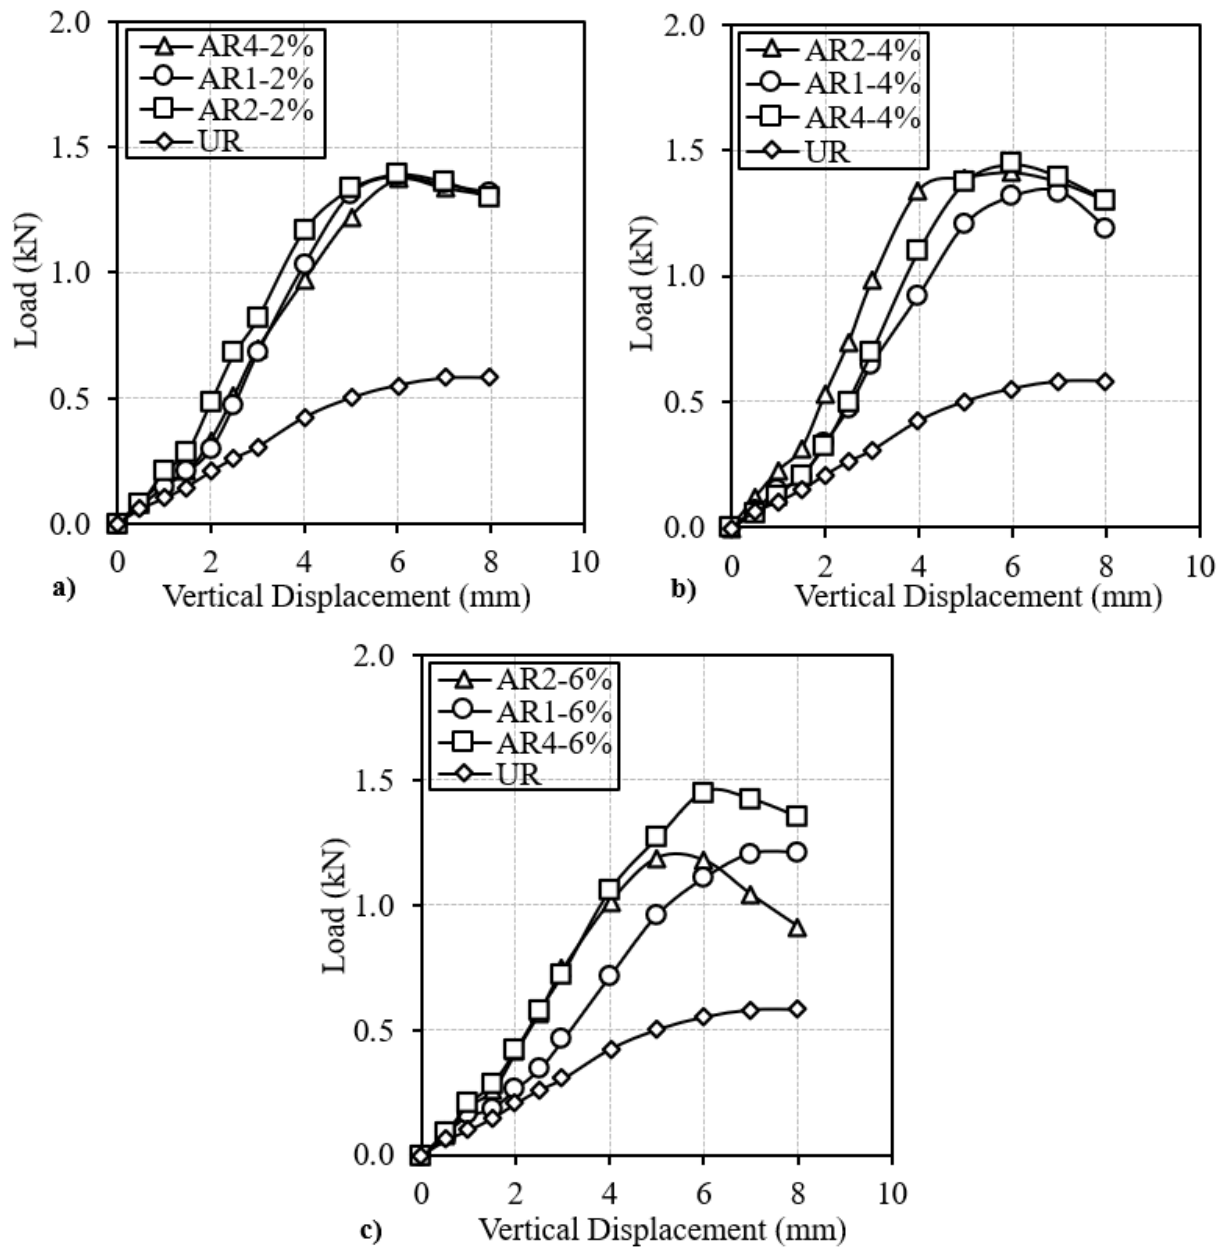 2.0
AR4-2%
AR1-2%
AR2-2%
UR
1.5
1.0
0.5
0.0
Load (kN)
0 2 4 6 8 10
a) Vertical Displacement (mm)
2.0
AR2-4%
AR1-4%
AR4-4%
UR
1.5
1.0
0.5
0.0
Load (kN)
0 2 4 6 8 10
b) Vertical Displacement (mm)
2.0
AR2-6%
AR1-6%
AR4-6%
UR
1.5
1.0
0.5
0.0
Load (kN)
0 2 4 6 8 10
c) Vertical Displacement (mm)